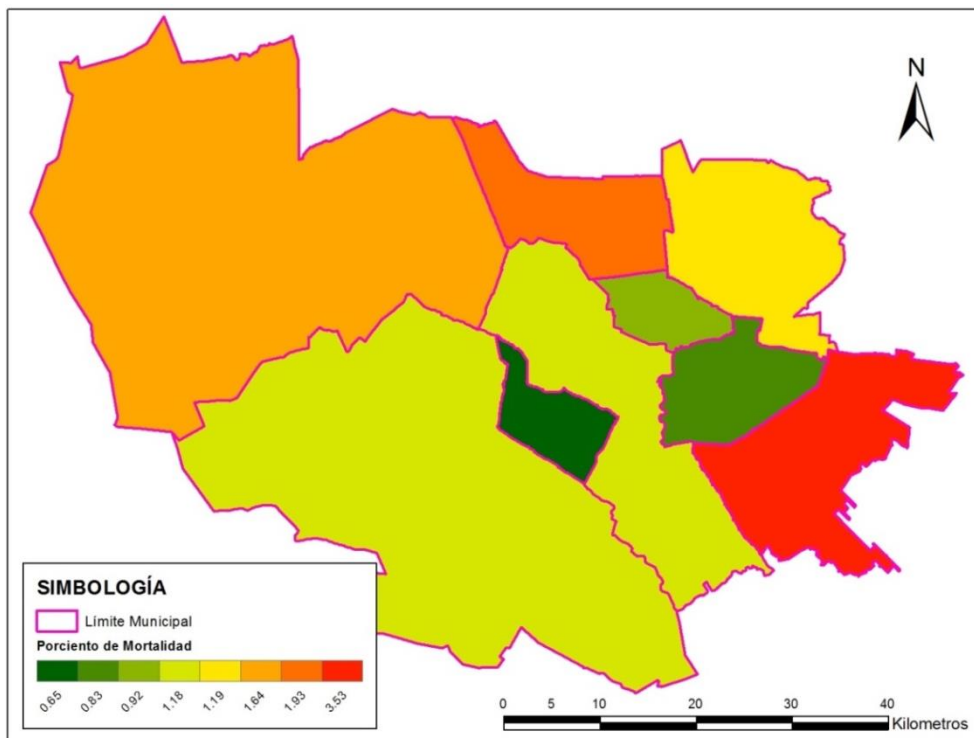 N
SIMBOLOGÍA
Límite Municipal
Porciento de Mortalidad
0.65 0.83 0.92 1.18 1.19 1.64 1.93 3.53
0 5 10 20 30 40
Kilometros